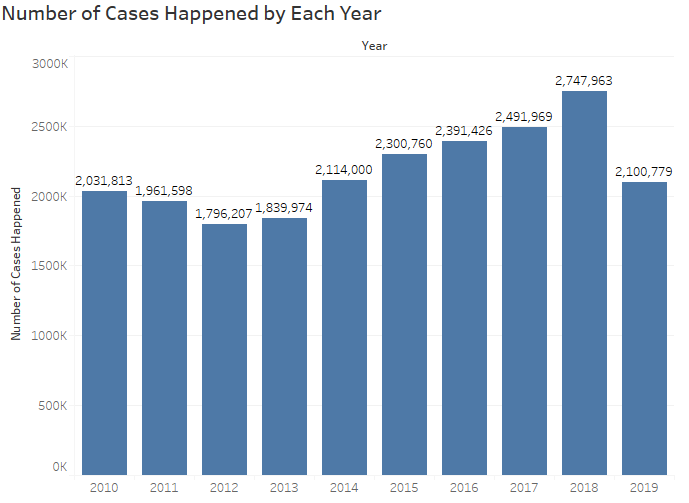 Number of Cases Happened by Each Year
Year
3000K
2,747,963
2500K
2,491,969
2,391,426
2,300,760
2,114,000
2,100,779
2,031,813
1,961,598
2000K
1,839,974
1,796,207
Number of Cases Happened
1500K
1000K
500K
0K
2010 2011 2012 2013 2014 2015 2016 2017 2018 2019